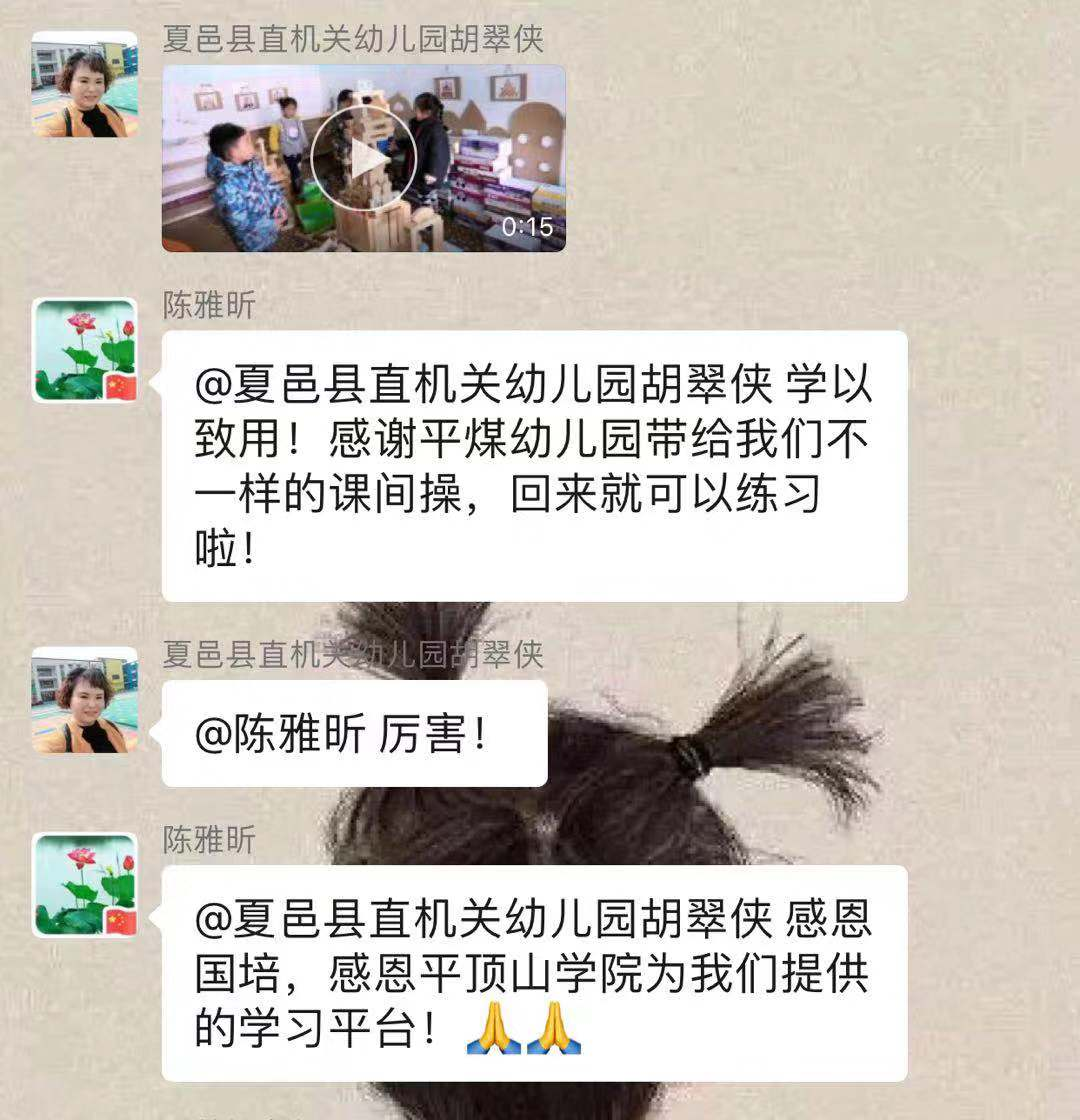 夏邑县直机关幼儿园胡翠侠
0:15
陈雅昕
@夏邑县直机关幼儿园胡翠侠 学以
致用！感谢平煤幼儿园带给我们不
一样的课间操，回来就可以练习
啦！
夏邑县直机关幼儿园胡翠侠
@陈雅昕 厉害！
陈雅昕
@夏邑县直机关幼儿园胡翠侠 感恩
国培，感恩平顶山学院为我们提供
的学习平台！🙏🙏